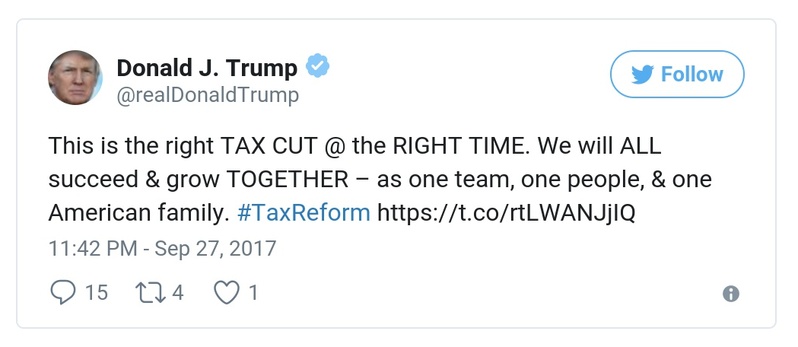 Donald J. Trump
@realDonaldTrump
Follow
This is the right TAX CUT @ the RIGHT TIME. We will ALL
succeed & grow TOGETHER – as one team, one people, & one
American family. #TaxReform https://t.co/rtLWANJjIQ
11:42 PM - Sep 27, 2017
15 4 1